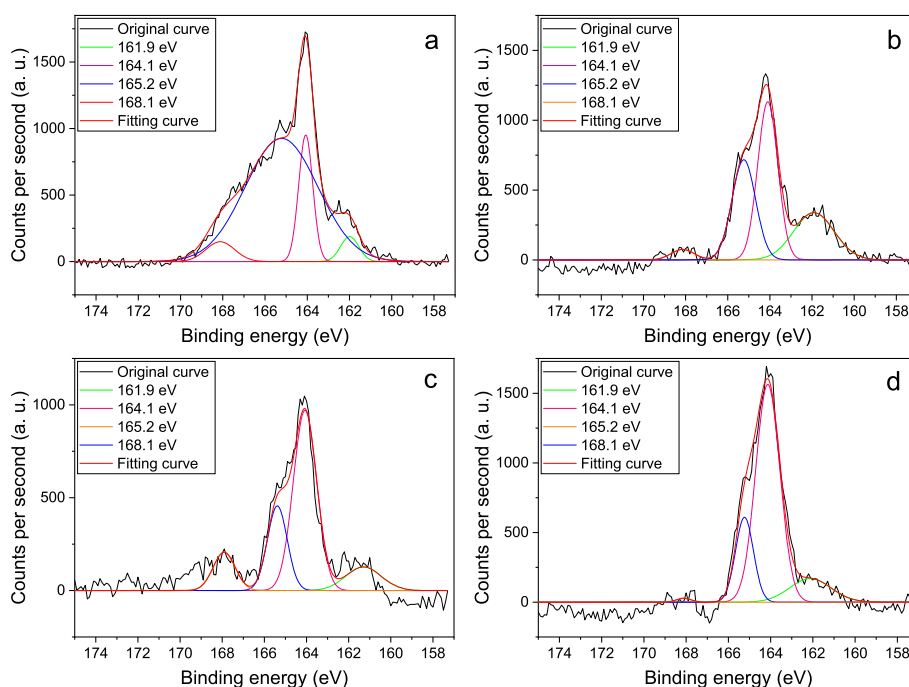 a
Original curve
161.9 eV
164.1 eV
165.2 eV
168.1 eV
Fitting curve
Counts per second (a. u.)
1500
1000
500
0
174 172 170 168 166 164 162 160 158
Binding energy (eV)
b
Original curve
161.9 eV
164.1 eV
165.2 eV
168.1 eV
Fitting curve
Counts per second (a. u.)
1500
1000
500
0
174 172 170 168 166 164 162 160 158
Binding energy (eV)
c
Original curve
161.9 eV
164.1 eV
165.2 eV
168.1 eV
Fitting curve
Counts per second (a. u.)
1000
500
0
174 172 170 168 166 164 162 160 158
Binding energy (eV)
d
Original curve
161.9 eV
164.1 eV
165.2 eV
168.1 eV
Fitting curve
Counts per second (a. u.)
1500
1000
500
0
174 172 170 168 166 164 162 160 158
Binding energy (eV)